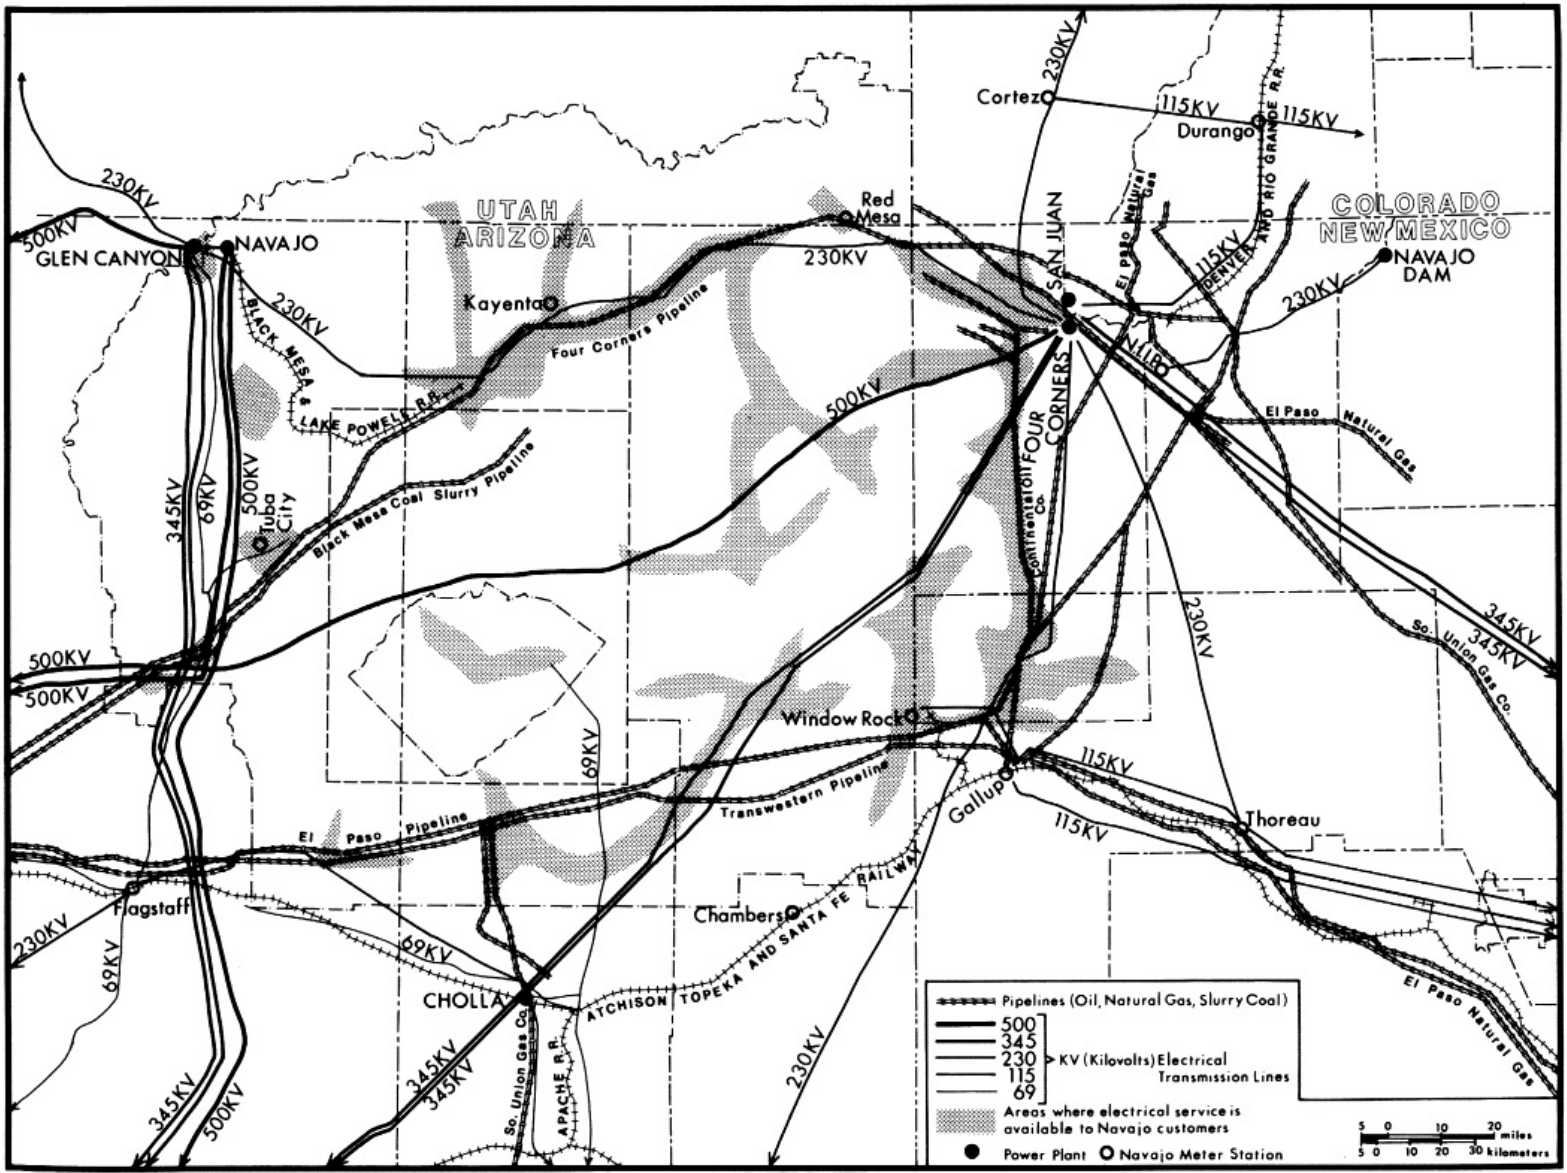 230KV
Cortez
115KV
115KV
Durango
AND RIO GRANDE R.R.
DENVER
230KV
500KV
GLEN CANYON
NAVAJO
UTAH
ARIZONA
Red
Mesa
SAN JUAN
El Paso Natural
Gas
COLORADO
NEW MEXICO
NAVAJO
DAM
115KV
230KV
230KV
Kayenta
230KV
Four Corners Pipeline
BLACK MESA &
LAKE POWELL R.R.
500KV
FOUR
CORNERS
NIIP
El Paso Natural Gas
345KV
69KV
500KV
Tuba
City
Black Mesa Coal Slurry Pipeline
Continental Oil
Co.
230KV
345KV
345KV
So. Union Gas Co.
500KV
500KV
Window Rock
69KV
Transwestern Pipeline
Gallup
115KV
115KV
Thoreau
El Paso Pipeline
Flagstaff
230KV
69KV
69KV
Chambers
ATCHISON TOPEKA AND SANTA FE RAILWAY
CHOLLA
So. Union Gas Co.
APACHE R.R.
345KV
345KV
345KV
500KV
230KV
El Paso Natural Gas
Pipelines (Oil, Natural Gas, Slurry Coal)
500
345
230
115
69
KV (Kilovolts) Electrical
Transmission Lines
Areas where electrical service is
available to Navajo customers
Power Plant
Navajo Meter Station
5 0 10 20
miles
5 0 10 20 30 kilometers